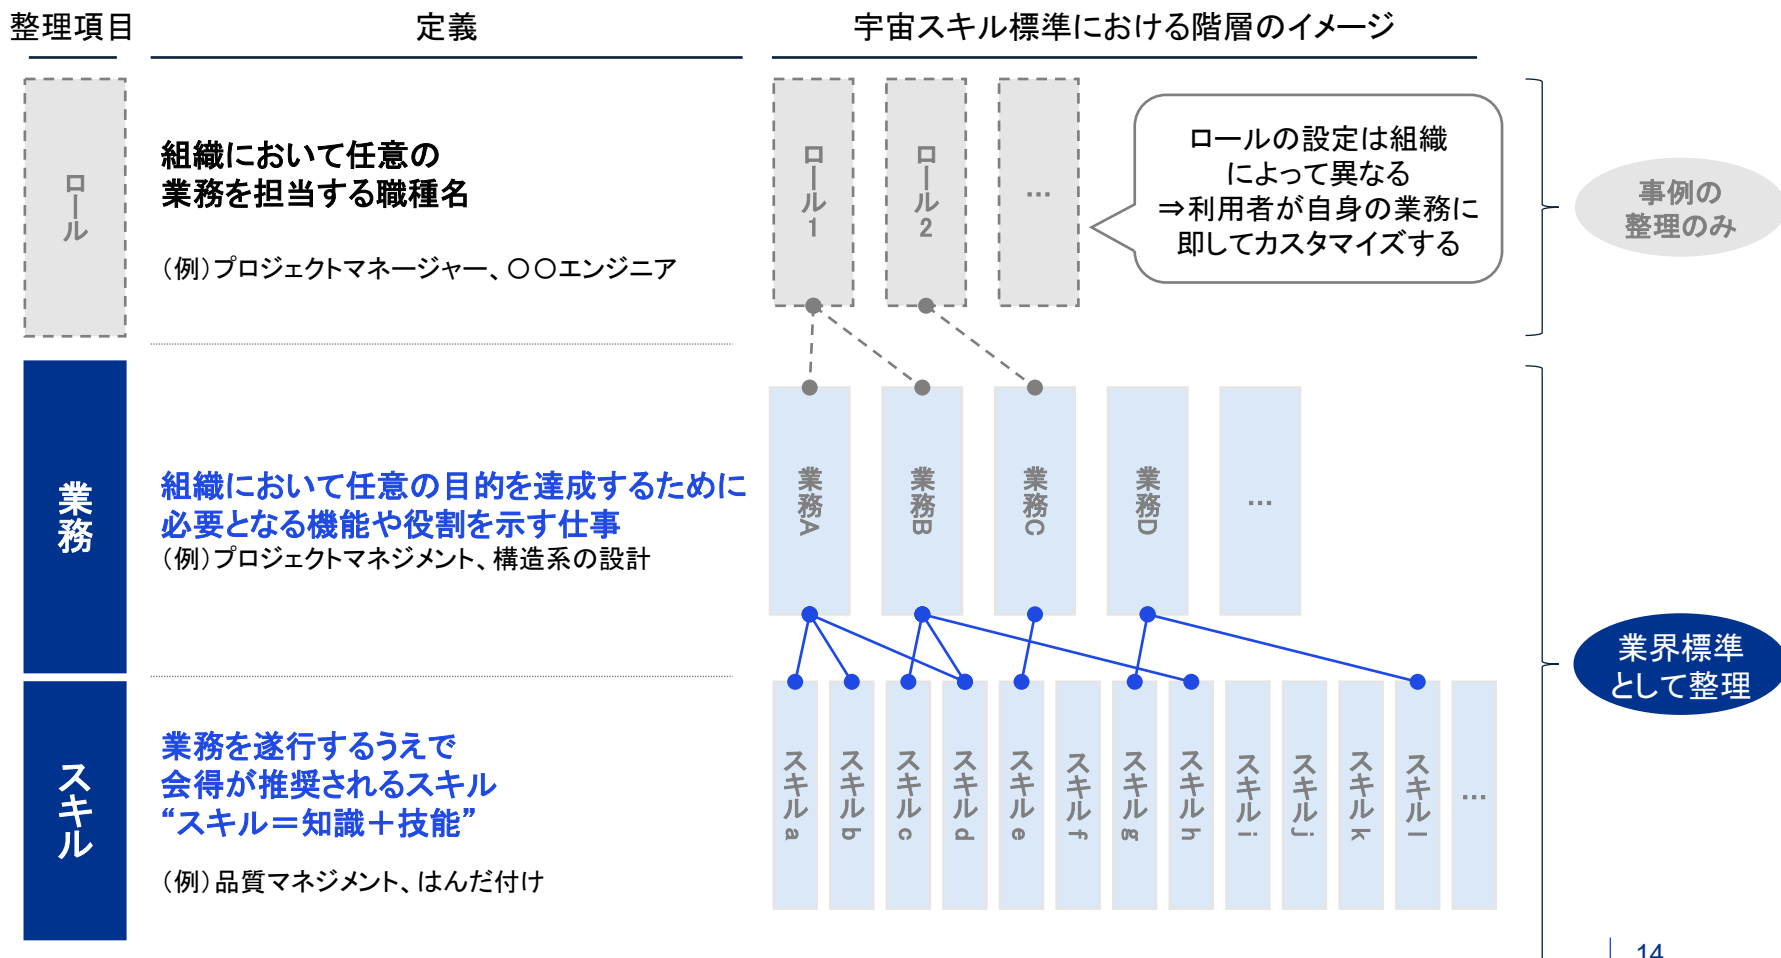 整理項目
定義
宇宙スキル標準における階層のイメージ
ロール
組織において任意の
業務を担当する職種名
（例）プロジェクトマネージャー、〇〇エンジニア
ロール1
ロール2
…
ロールの設定は組織
によって異なる
⇒利用者が自身の業務に
即してカスタマイズする
事例の
整理のみ
業務
組織において任意の目的を達成するために
必要となる機能や役割を示す仕事
（例）プロジェクトマネジメント、構造系の設計
業務A
業務B
業務C
業務D
…
業界標準
として整理
スキル
業務を遂行するうえで
会得が推奨されるスキル
“スキル＝知識＋技能”
（例）品質マネジメント、はんだ付け
スキルa
スキルb
スキルc
スキルd
スキルe
スキルf
スキルg
スキルh
スキルi
スキルj
スキルk
スキルl
…
14